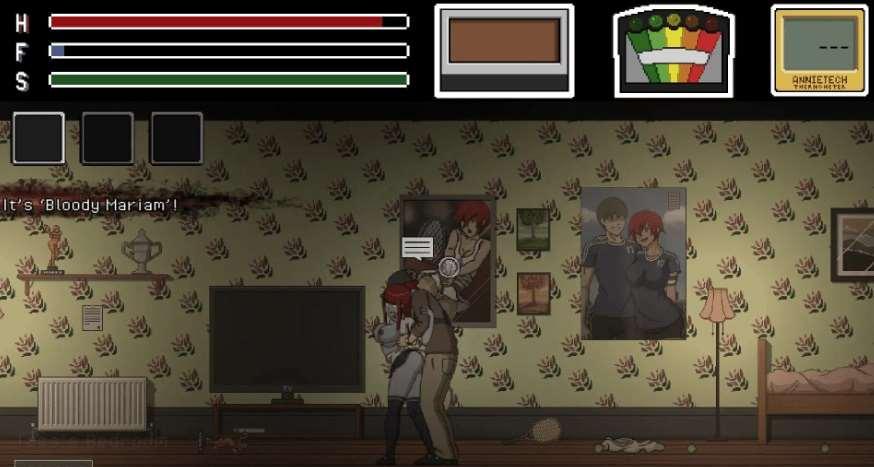 H
F
S
---
ANNIETECH
THERMOMETER
It's 'Bloody Mariam'!